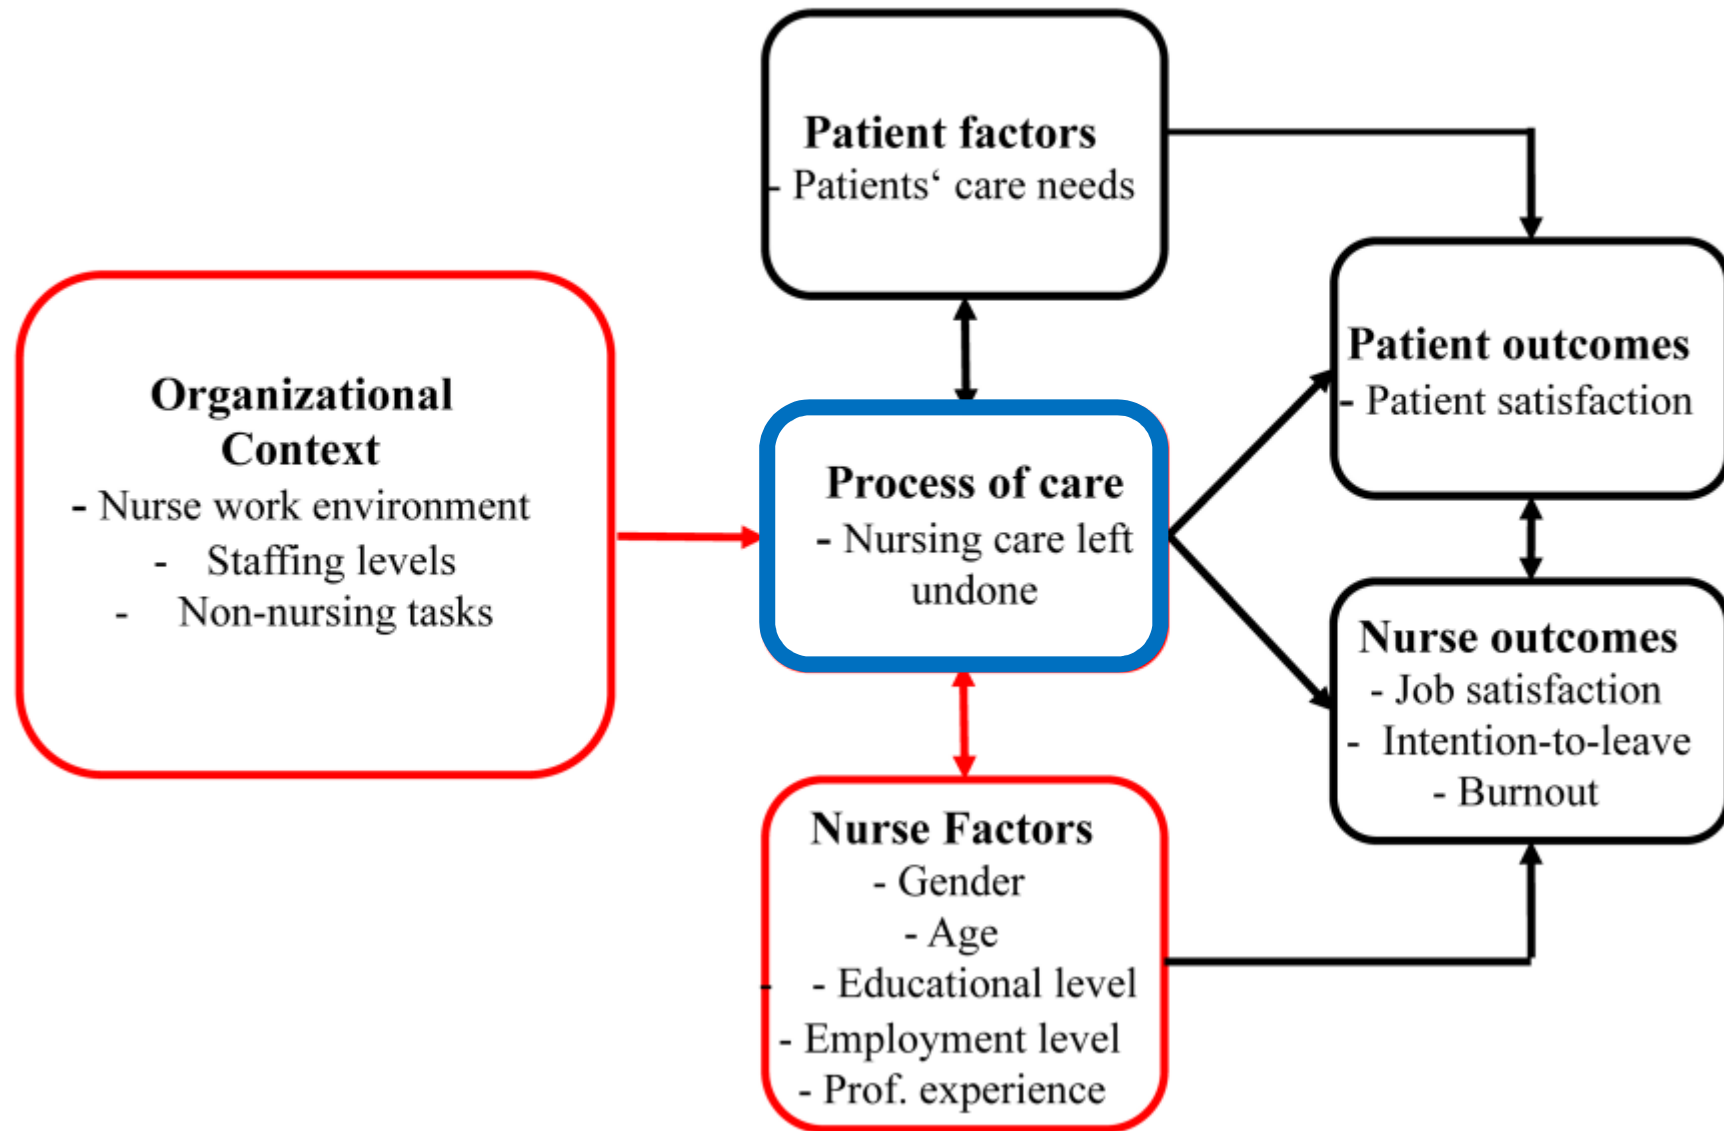 Patient factors
- Patients‘ care needs
Organizational
Context
- Nurse work environment
- Staffing levels
- Non-nursing tasks
Process of care
- Nursing care left
undone
Patient outcomes
- Patient satisfaction
Nurse outcomes
- Job satisfaction
- Intention-to-leave
- Burnout
Nurse Factors
- Gender
- Age
- - Educational level
- Employment level
- Prof. experience